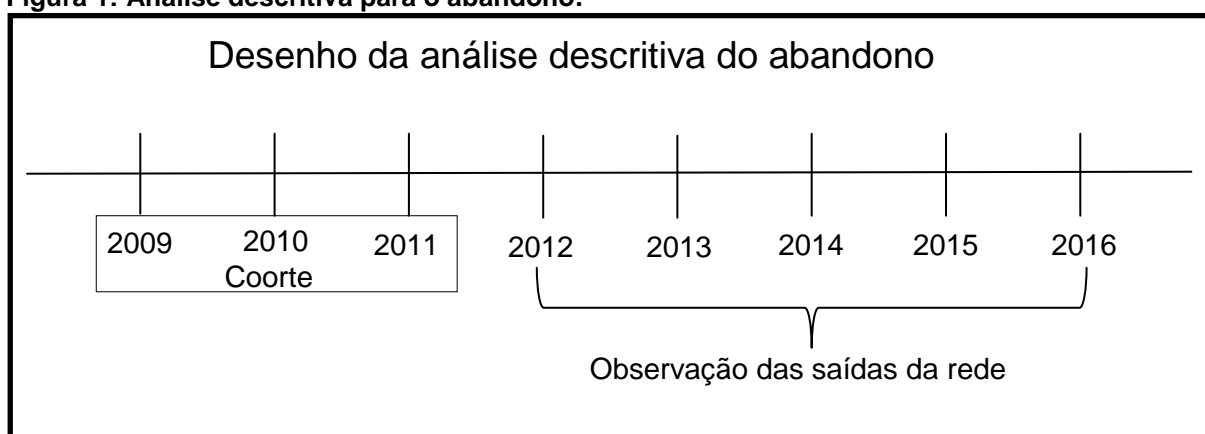 Figura 1: Análise descritiva para o abandono.
Desenho da análise descritiva do abandono
2009 2010 2011 2012 2013 2014 2015 2016
Coorte
Observação das saídas da rede